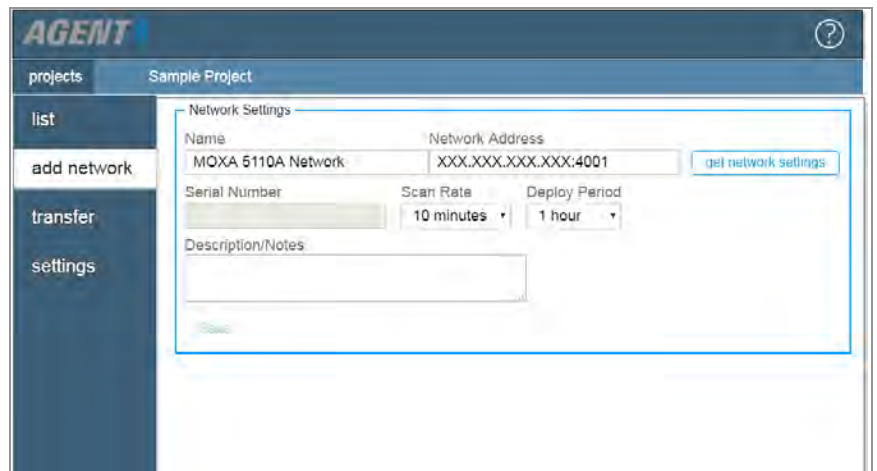 AGENT
?
projects Sample Project
list
add network
transfer
settings
Network Settings
Name Network Address
MOXA 5110A Network XXX.XXX.XXX.XXX:4001 get network settings
Serial Number Scan Rate Deploy Period
10 minutes 1 hour
Description/Notes
Save